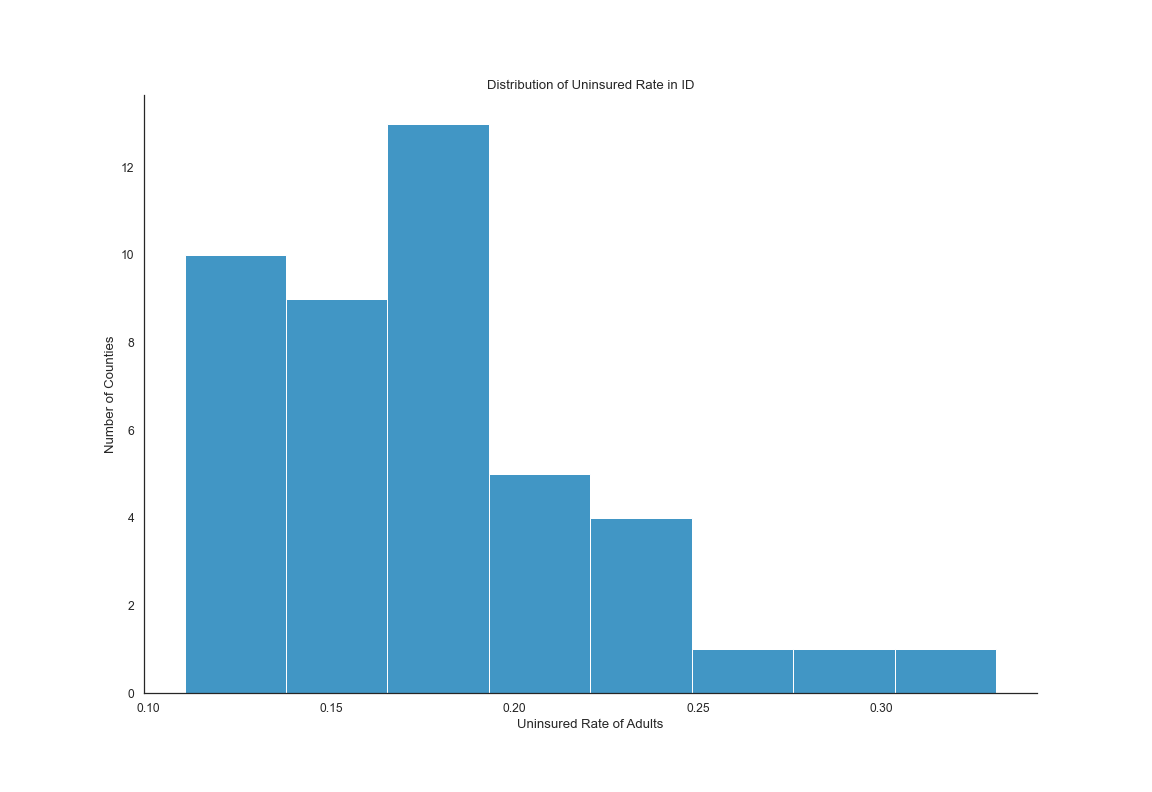 Distribution of Uninsured Rate in ID
12
10
8
6
4
2
0
Number of Counties
0.10 0.15 0.20 0.25 0.30
Uninsured Rate of Adults